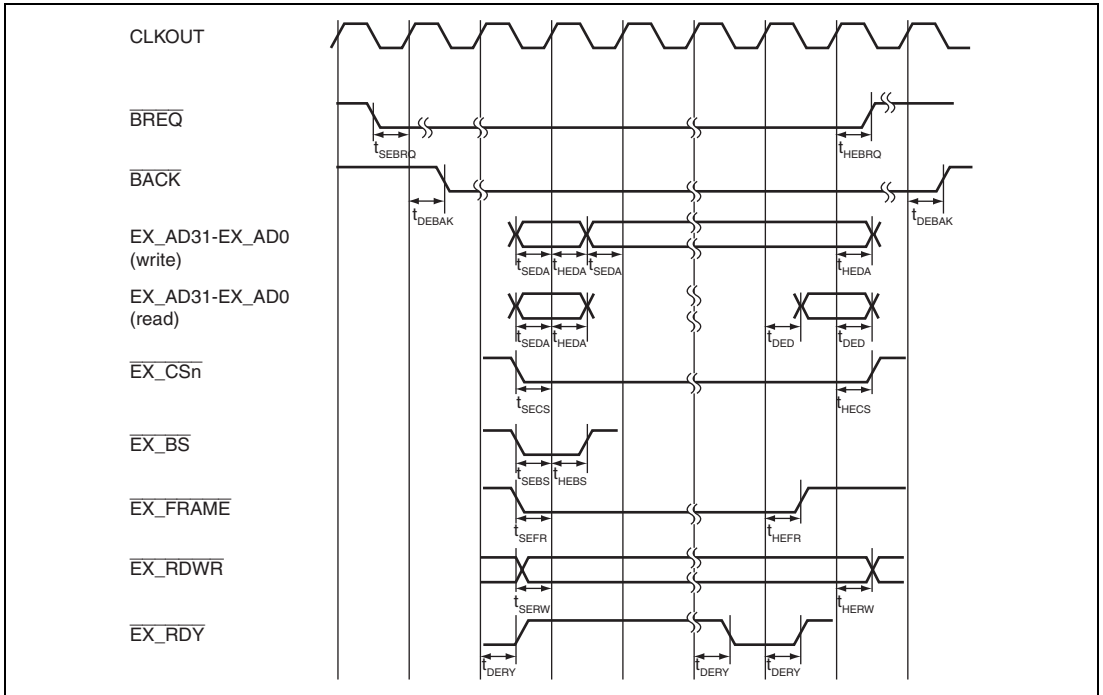 CLKOUT
BREQ
tSEBRQ
tHEBRQ
BACK
tDEBAK
tDEBAK
EX_AD31-EX_AD0
(write)
tSEDA tHEDA tSEDA
tHEDA
EX_AD31-EX_AD0
(read)
tSEDA tHEDA
tDED
tDED
EX_CSn
tSECS
tHECS
EX_BS
tSEBS tHEBS
EX_FRAME
tSEFR
tHEFR
EX_RDWR
tSERW
tHERW
EX_RDY
tDERY
tDERY
tDERY